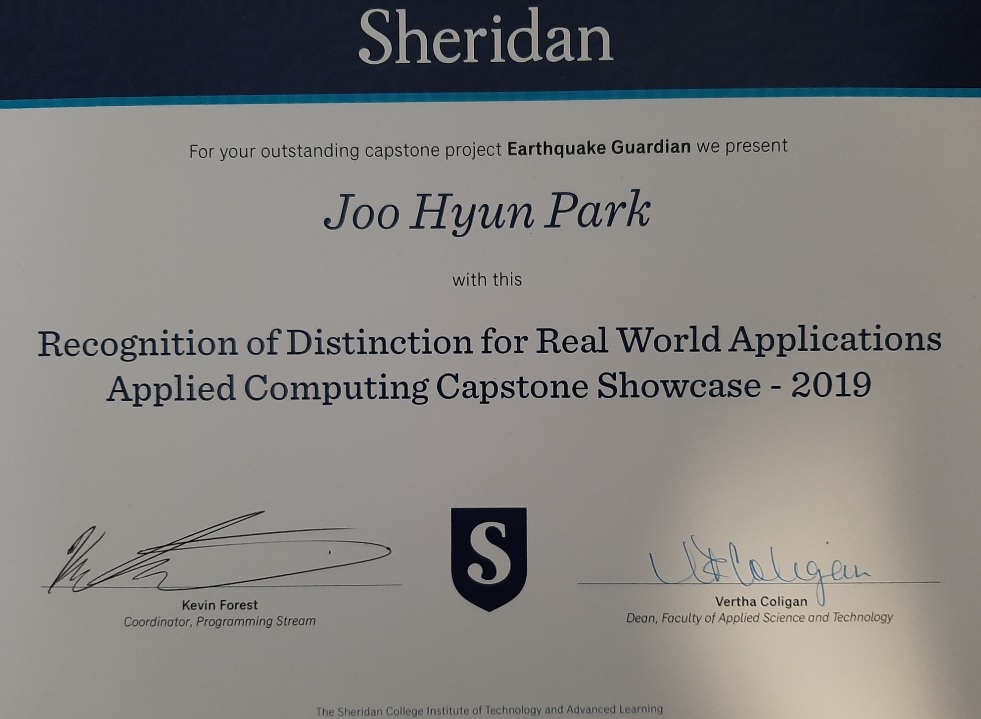 Sheridan
For your outstanding capstone project Earthquake Guardian we present
Joo Hyun Park
with this
Recognition of Distinction for Real World Applications
Applied Computing Capstone Showcase - 2019
S
V Coligan
Kevin Forest
Vertha Coligan
Coordinator, Programming Stream
Dean, Faculty of Applied Science and Technology
The Sheridan College Institute of Technology and Advanced Learning